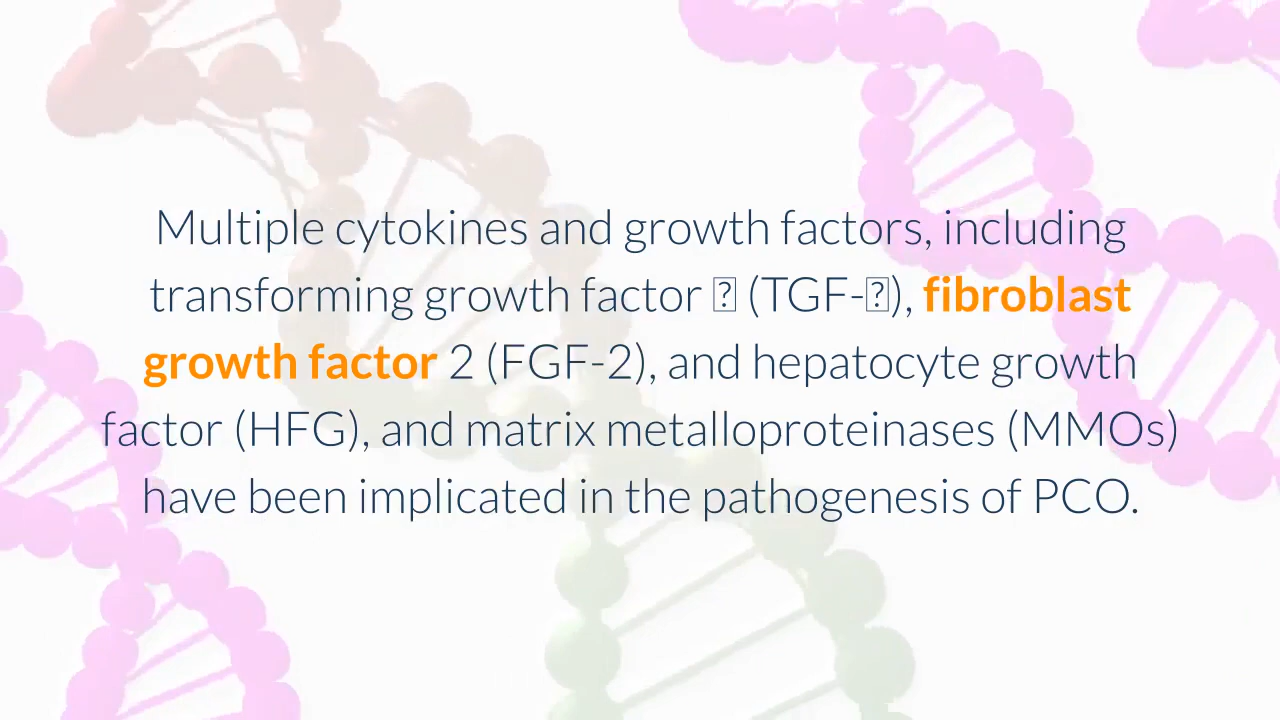 Multiple cytokines and growth factors, including
transforming growth factor ⍰ (TGF-⍰), fibroblast
growth factor 2 (FGF-2), and hepatocyte growth
factor (HFG), and matrix metalloproteinases (MMOs)
have been implicated in the pathogenesis of PCO.